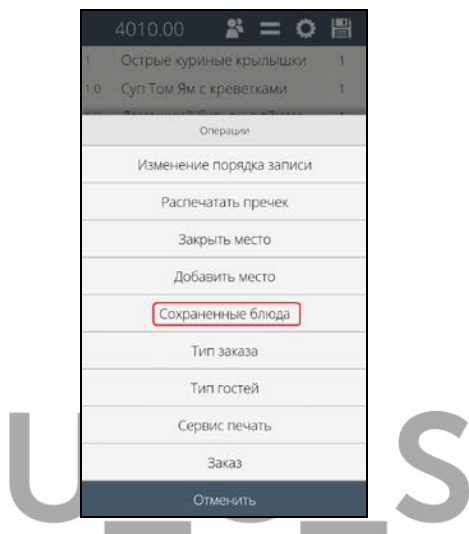 4010.00
1 Острые куриные крылышки 1
1.0 Суп Том Ям с креветками 1
Операции
Изменение порядка записи
Распечатать пречек
Закрыть место
Добавить место
Сохраненные блюда
Тип заказа
Тип гостей
Сервис печать
Заказ
Отменить